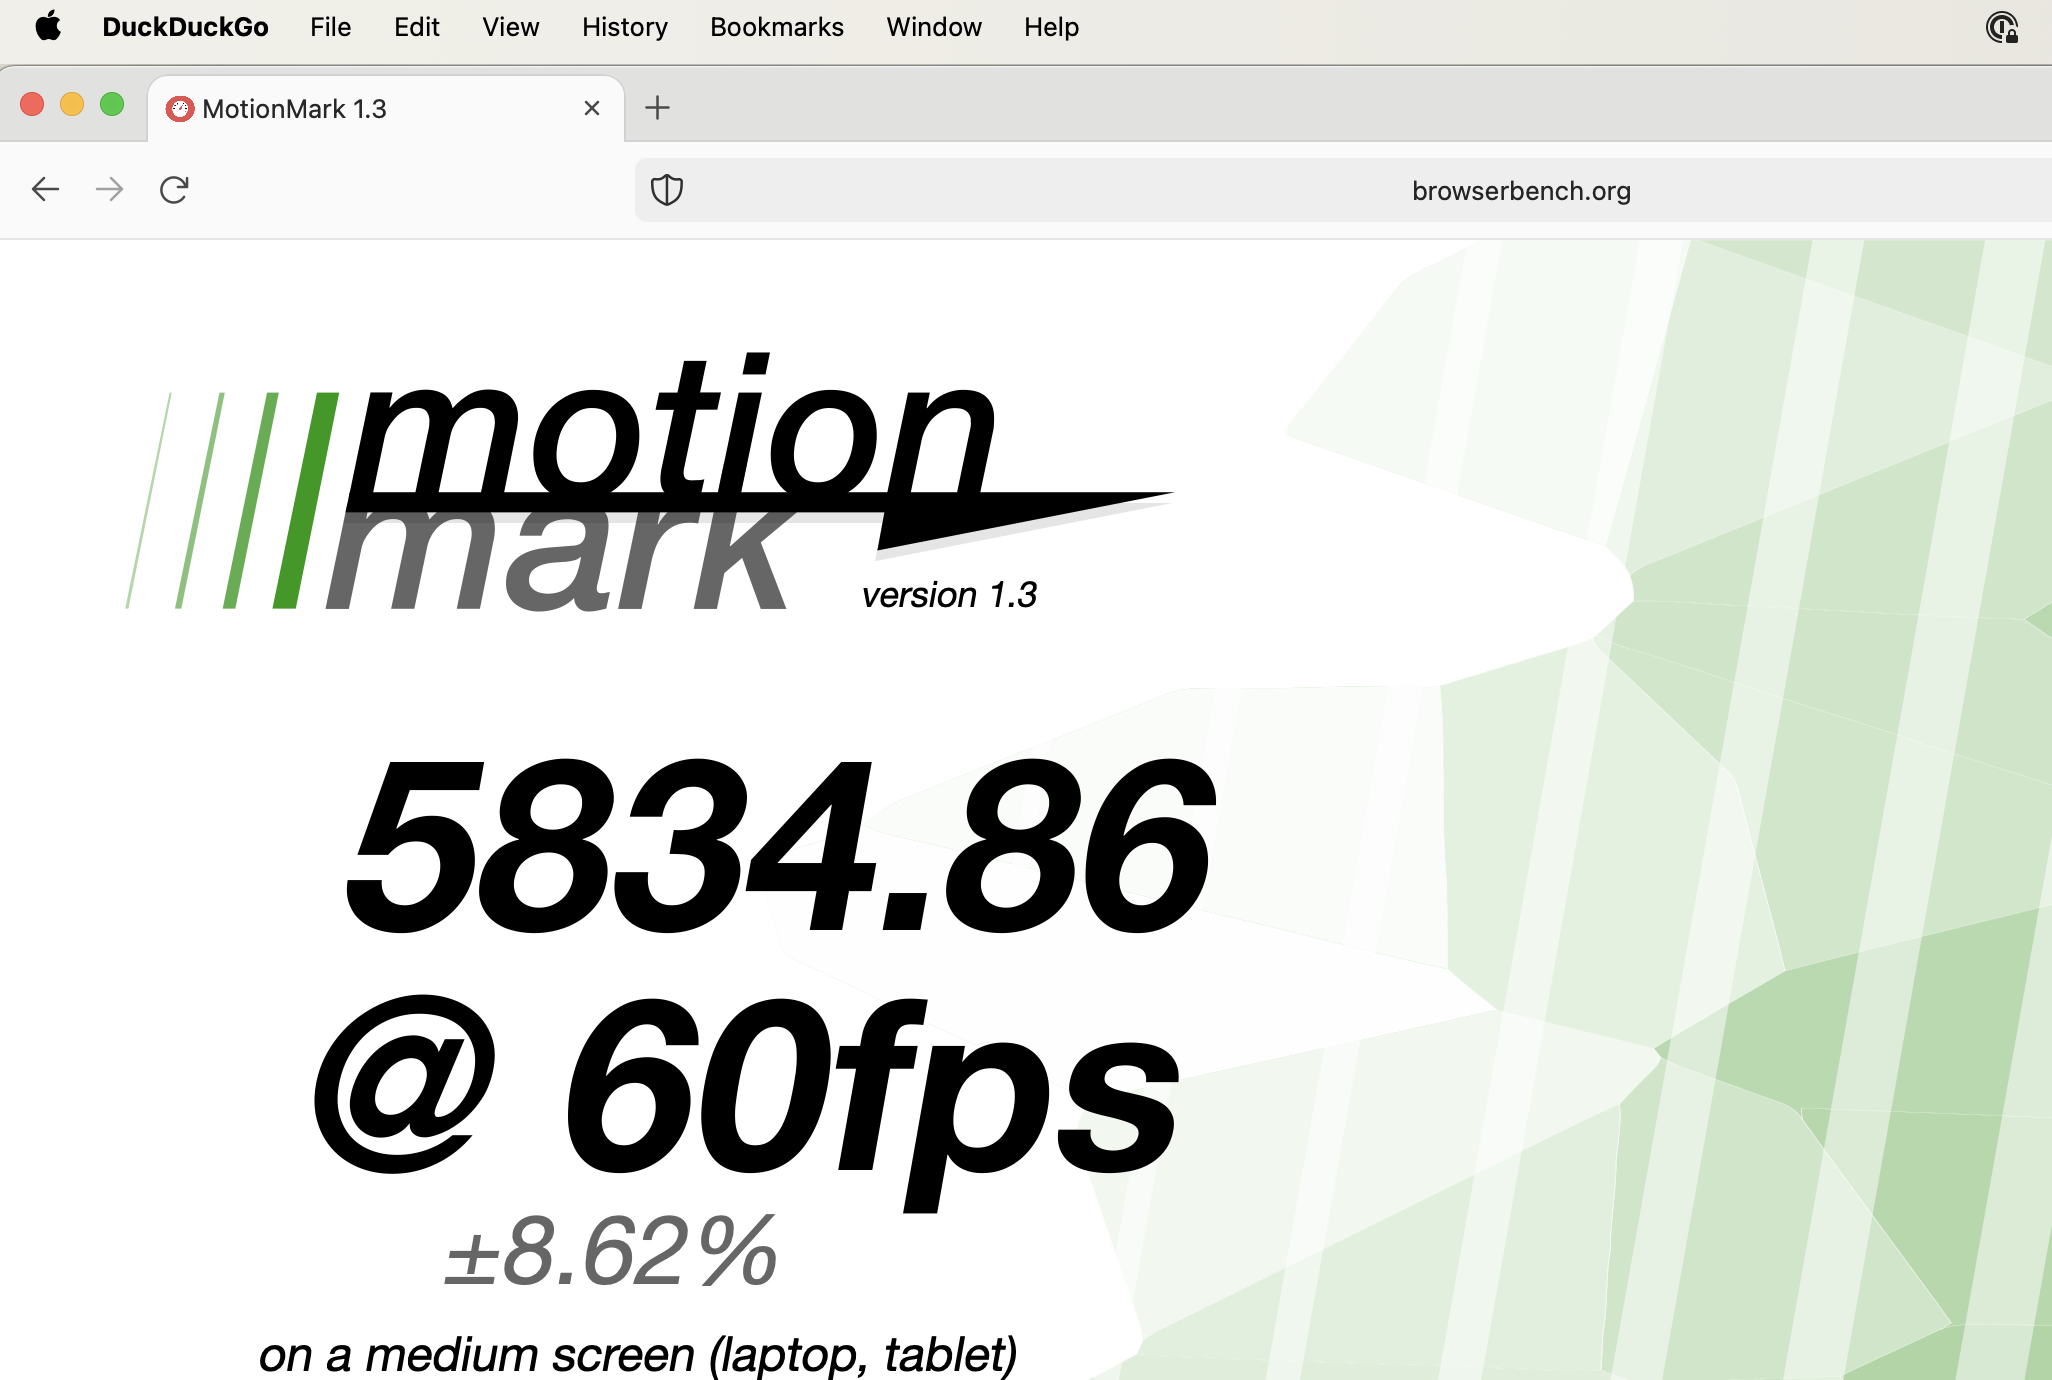 DuckDuckGo File Edit View History Bookmarks Window Help
MotionMark 1.3
browserbench.org
motion
mark
version 1.3
5834.86
@ 60fps
±8.62%
on a medium screen (laptop, tablet)